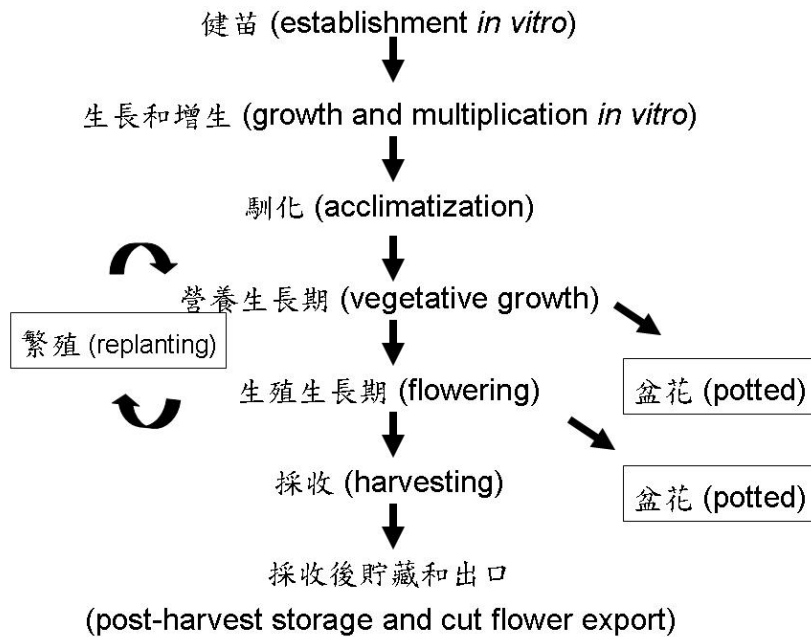 健苗 (establishment in vitro)
生長和增生 (growth and multiplication in vitro)
馴化 (acclimatization)
營養生長期 (vegetative growth)
繁殖 (replanting)
盆花 (potted)
生殖生長期 (flowering)
盆花 (potted)
採收 (harvesting)
採收後貯藏和出口
(post-harvest storage and cut flower export)